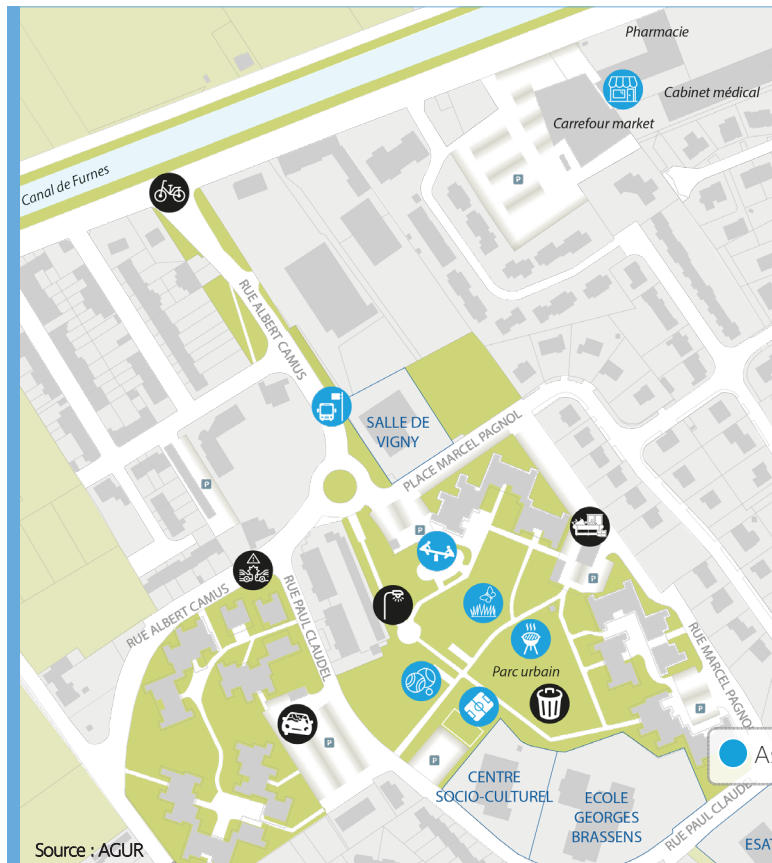 Pharmacie
Cabinet médical
Carrefour market
P
Canal de Furnes
RUE ALBERT CAMUS
SALLE DE
VIGNY
PLACE MARCEL PAGNOL
P
P
P
RUE ALBERT CAMUS
RUE PAUL CLAUDEL
RUE MARCEL PAGNOL
Parc urbain
P
P
P
CENTRE
SOCIO-CULTUREL
ECOLE
GEORGES
BRASSENS
RUE PAUL CLAUDEL
ESAT
Source : AGUR